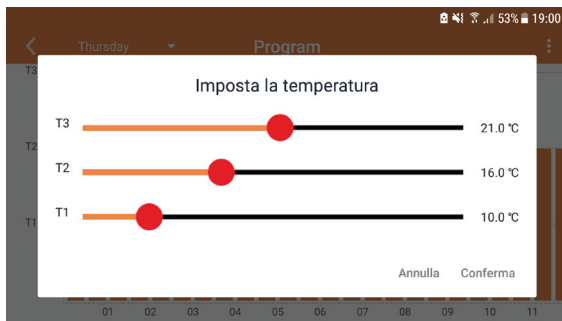 53% 19:00
Thursday Program
T3
Imposta la temperatura
T3 21.0 °C
T2
T2 16.0 °C
T1 10.0 °C
T1
Annulla Conferma
01 02 03 04 05 06 07 08 09 10 11